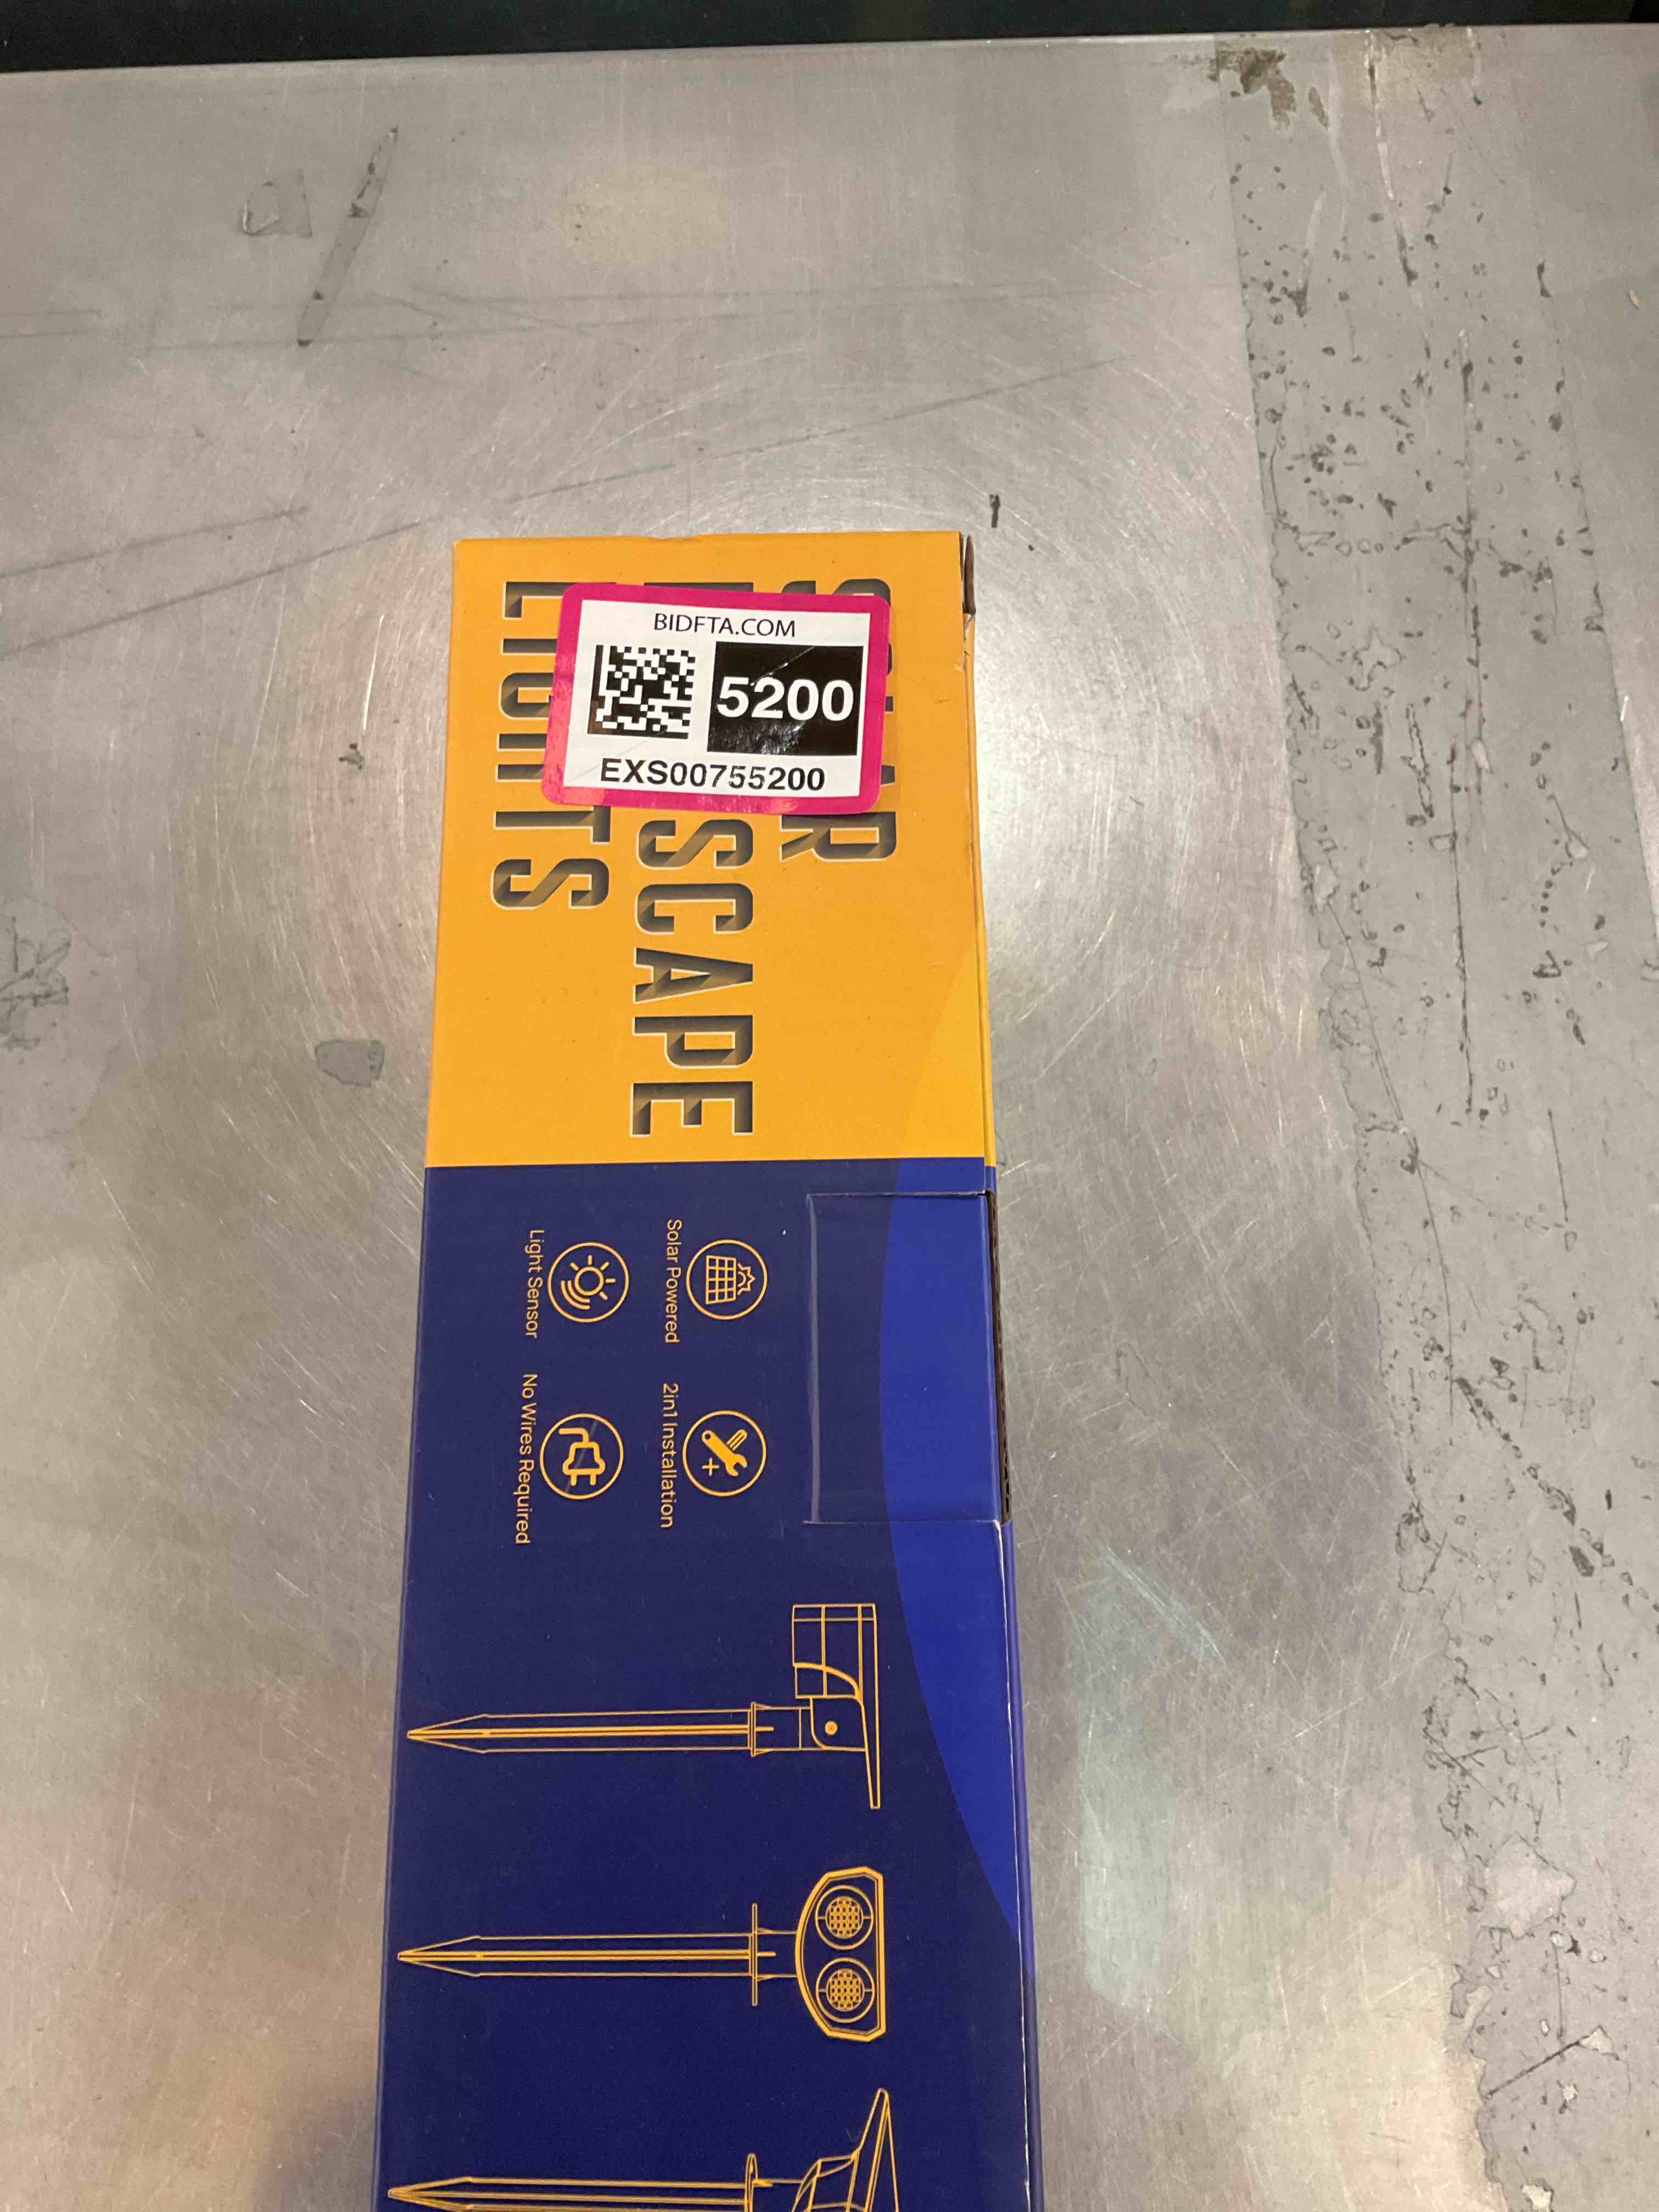 BIDFTA.COM
5200
EXS00755200
SCAPE
LIGHTS
Solar Powered
2in1 Installation
Light Sensor
No Wires Required